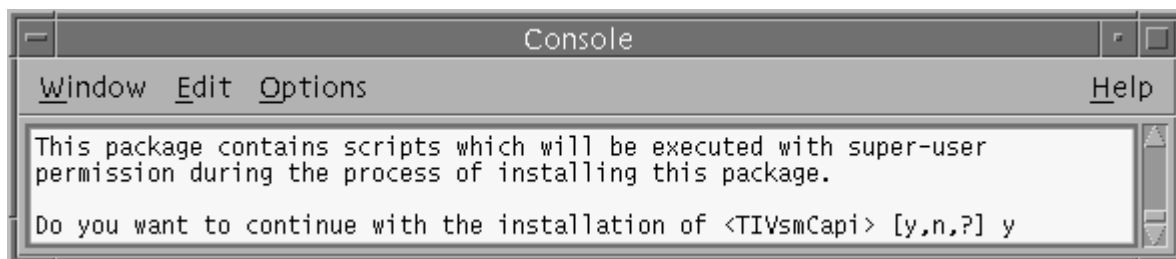 Console
Window Edit Options Help
This package contains scripts which will be executed with super-user
permission during the process of installing this package.
Do you want to continue with the installation of <TIVsmCapi> [y,n,?] y